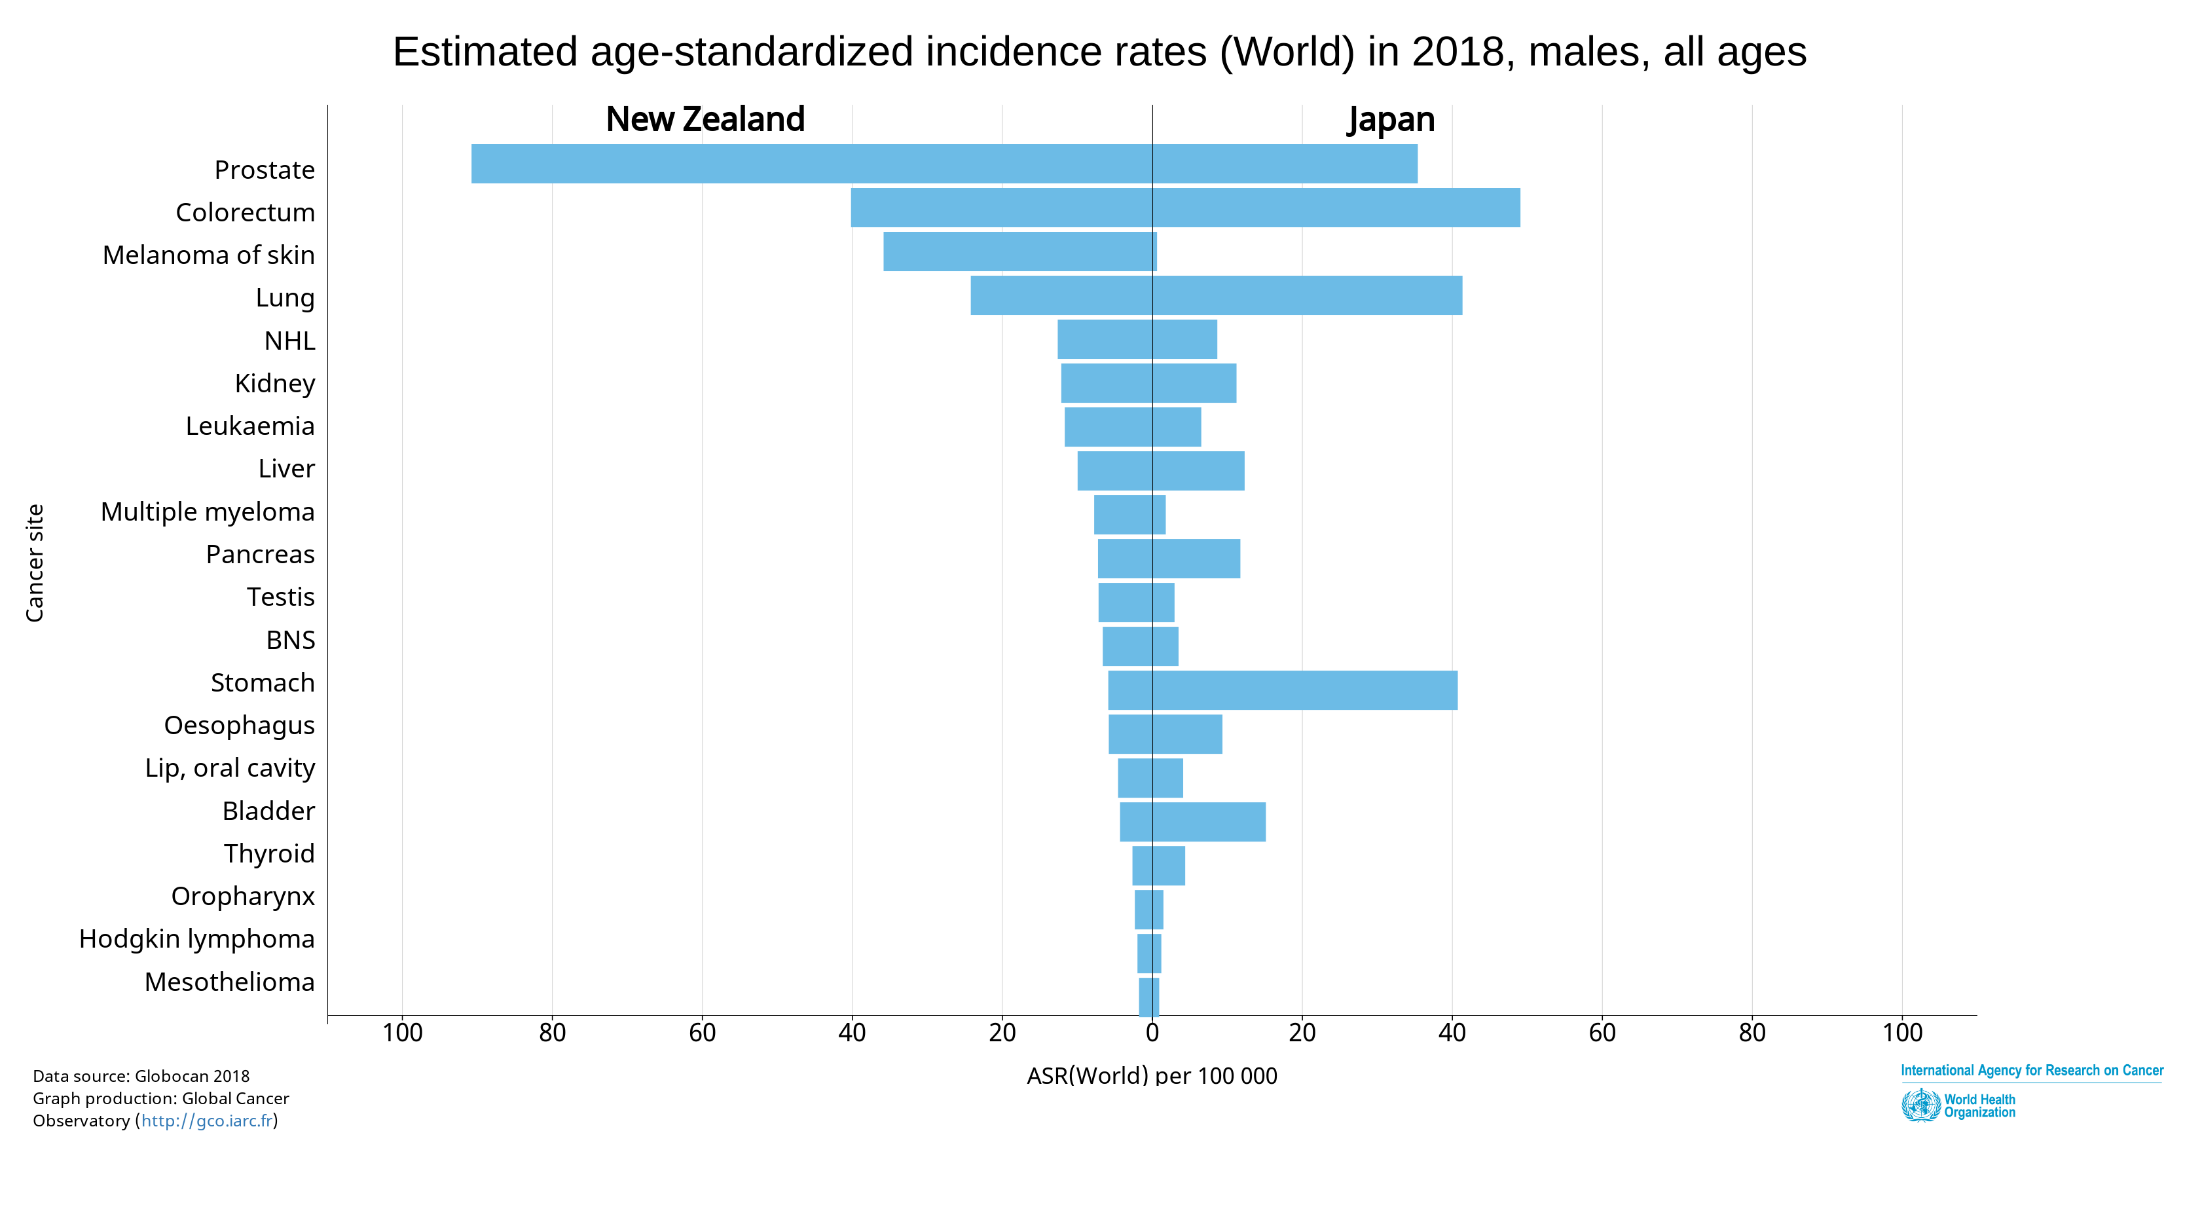 Estimated age-standardized incidence rates (World) in 2018, males, all ages
New Zealand
Japan
Prostate
Colorectum
Melanoma of skin
Lung
NHL
Kidney
Leukaemia
Liver
Multiple myeloma
Pancreas
Testis
BNS
Stomach
Oesophagus
Lip, oral cavity
Bladder
Thyroid
Oropharynx
Hodgkin lymphoma
Mesothelioma
Cancer site
100 80 60 40 20 0 20 40 60 80 100
ASR(World) per 100 000
Data source: Globocan 2018
Graph production: Global Cancer
Observatory (http://gco.iarc.fr)
International Agency for Research on Cancer
World Health
Organization